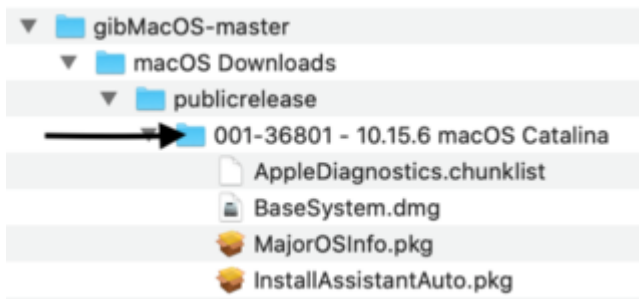 gibMacOS-master
macOS Downloads
publicrelease
001-36801 - 10.15.6 macOS Catalina
AppleDiagnostics.chunklist
BaseSystem.dmg
MajorOSInfo.pkg
InstallAssistantAuto.pkg